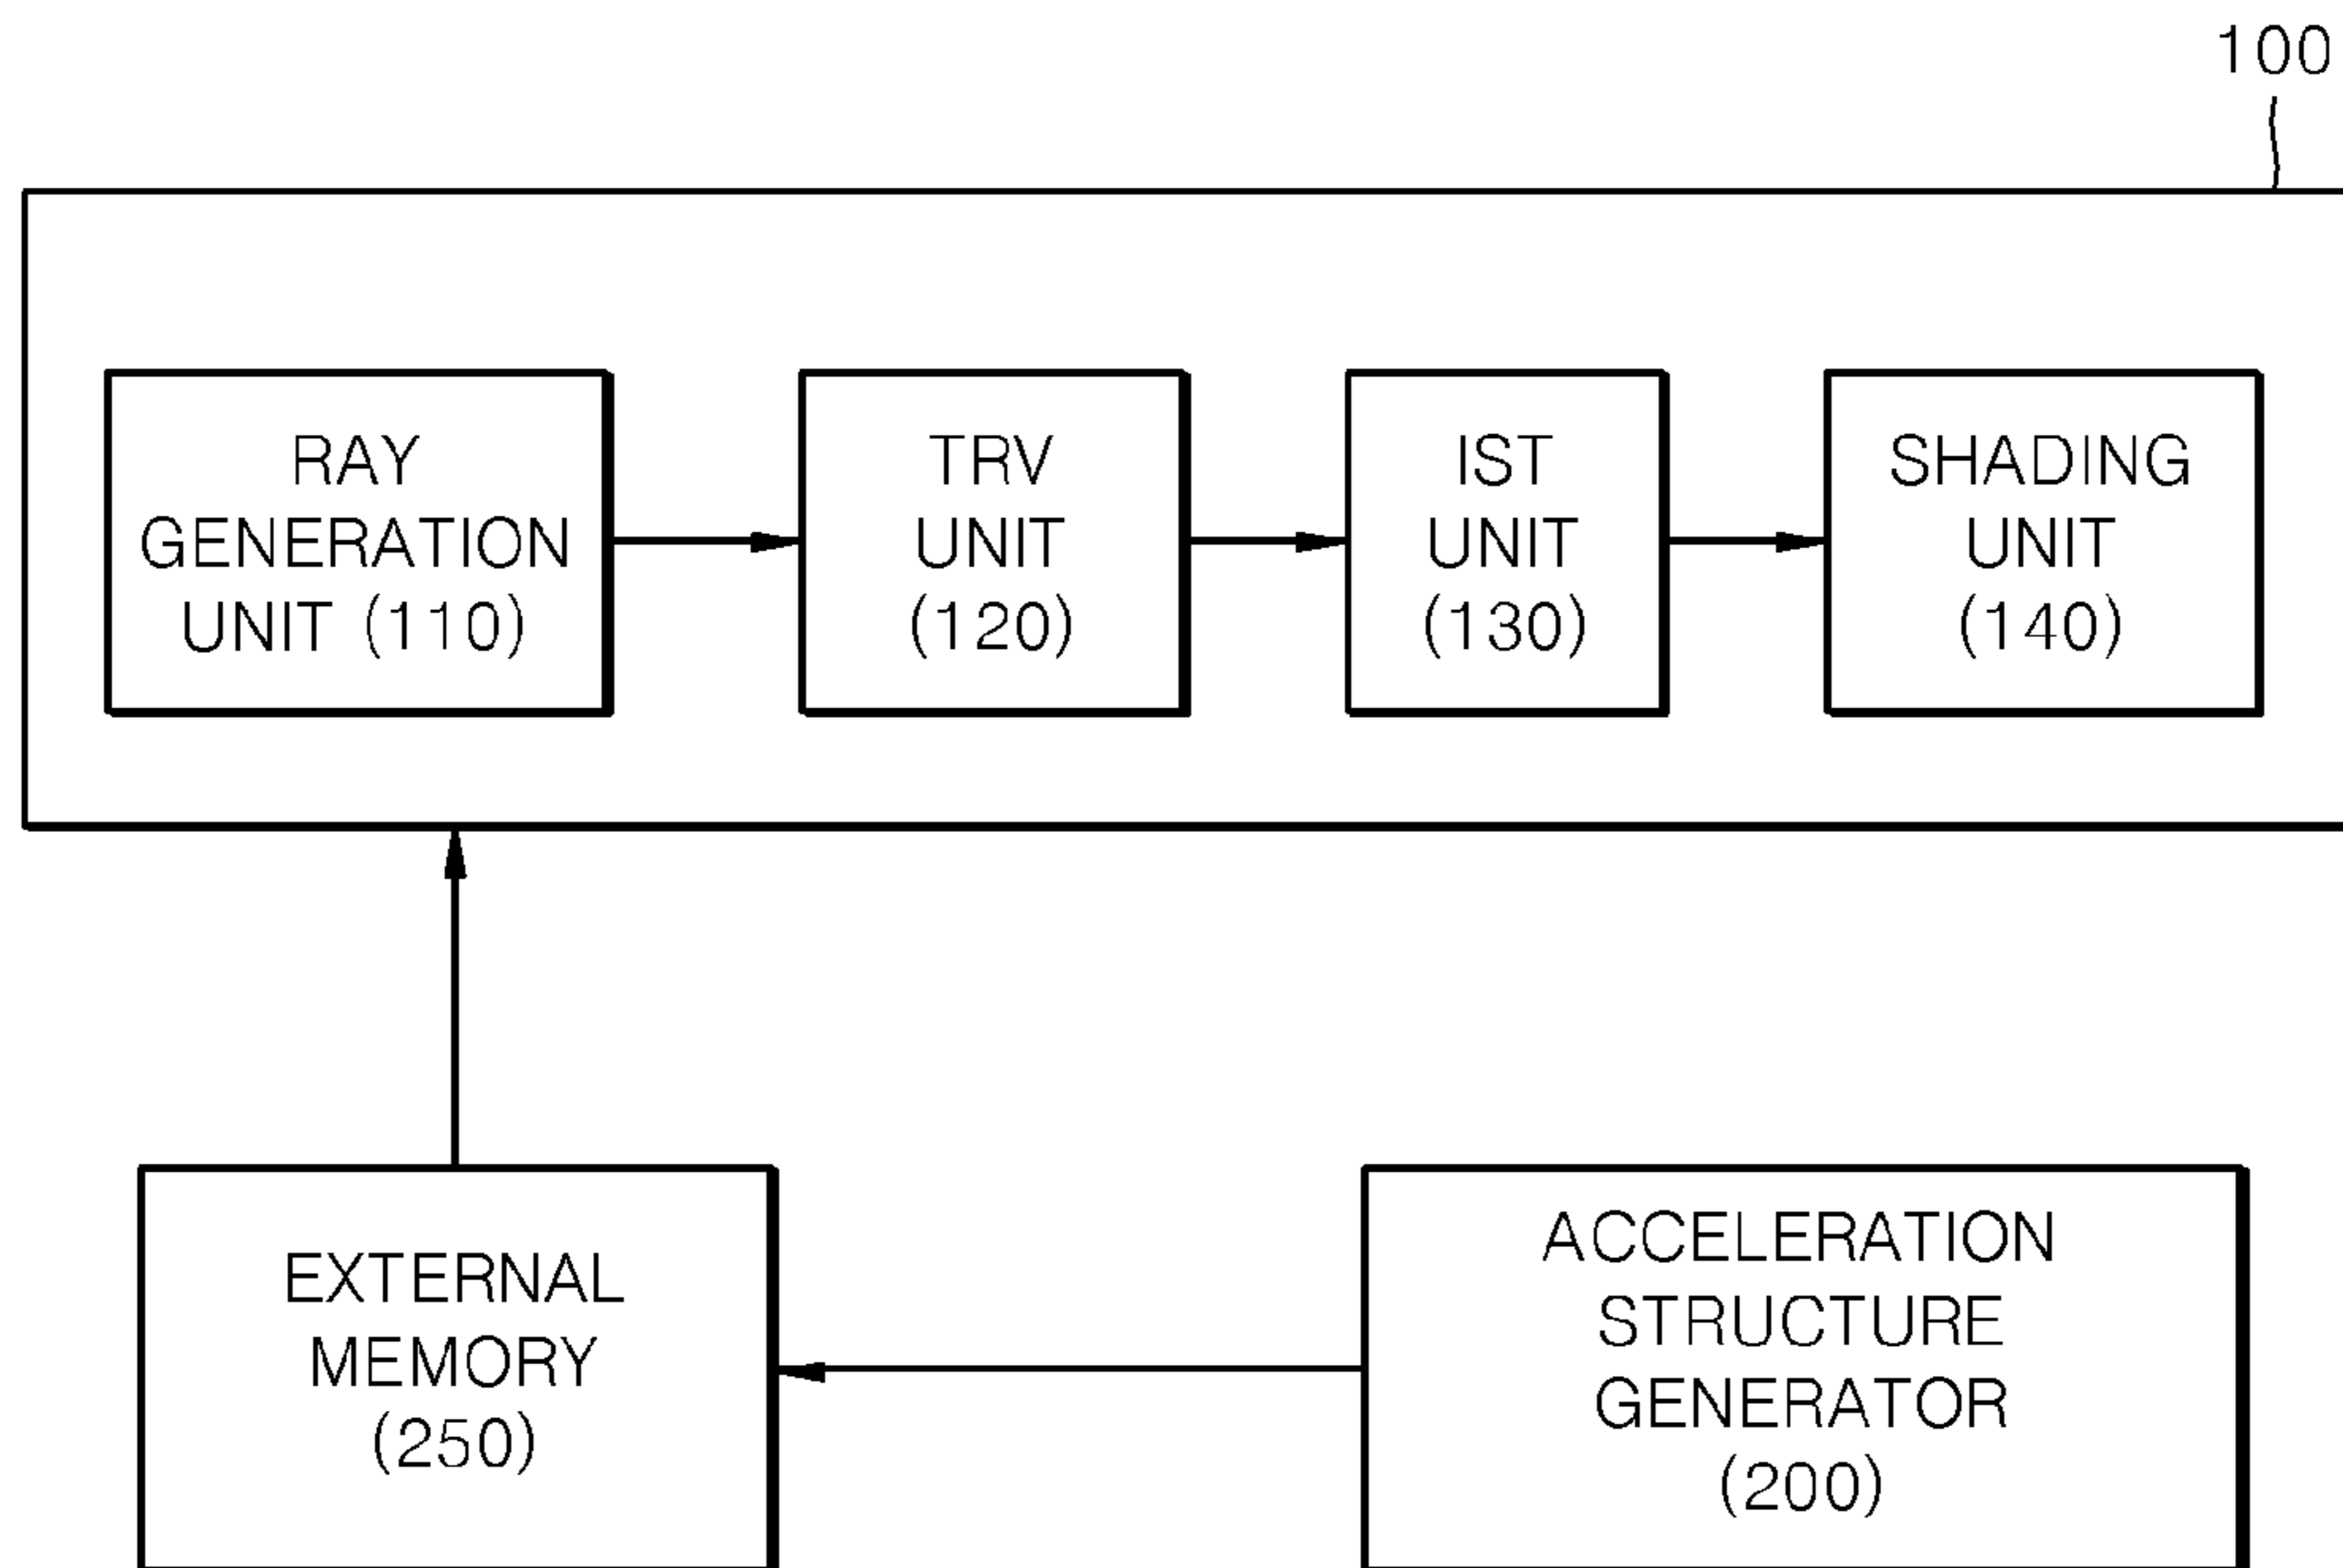 100
RAY
GENERATION
UNIT (110)
TRV
UNIT
(120)
IST
UNIT
(130)
SHADING
UNIT
(140)
EXTERNAL
MEMORY
(250)
ACCELERATION
STRUCTURE
GENERATOR
(200)